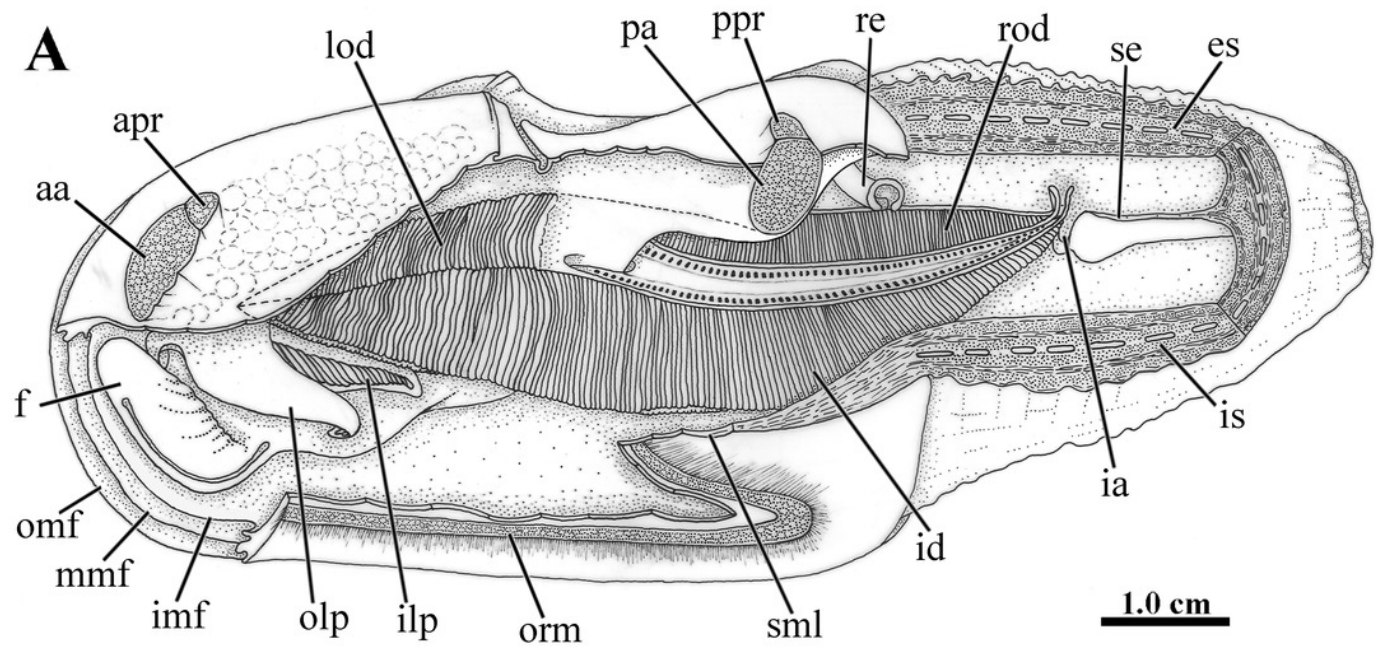 A
lod
pa
ppr
re
rod
se
es
apr
aa
f
omf
mmf
imf
olp
ilp
orm
sml
id
ia
is
1.0 cm